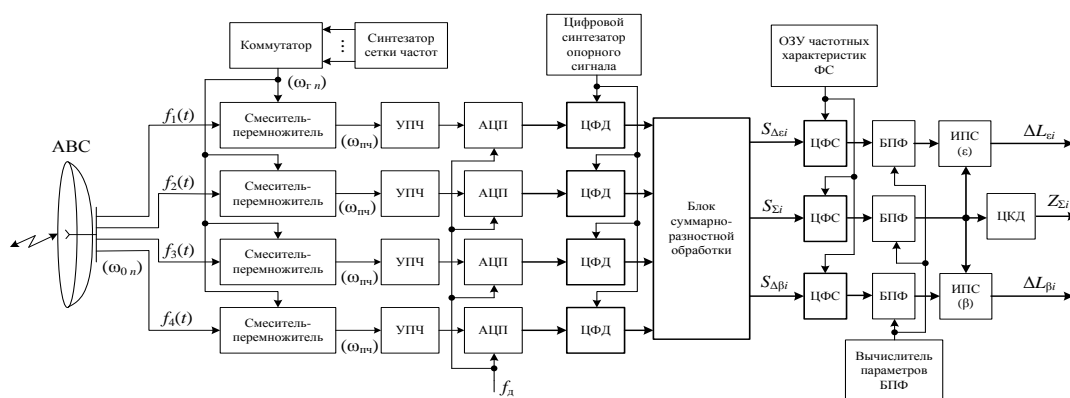 Коммутатор
Синтезатор
сетки частот
Цифровой
синтезатор
опорного
сигнала
ОЗУ частотных
характеристик
ФС
(ωг n)
АВС
(ω0 n)
f1(t)
Смеситель-
перемножитель
(ωпч)
УПЧ
АЦП
ЦФД
f2(t)
Смеситель-
перемножитель
(ωпч)
УПЧ
АЦП
ЦФД
f3(t)
Смеситель-
перемножитель
(ωпч)
УПЧ
АЦП
ЦФД
f4(t)
Смеситель-
перемножитель
(ωпч)
УПЧ
АЦП
ЦФД
fд
Блок
суммарно-
разностной
обработки
SΔεi
ЦФС
БПФ
ИПС
(ε)
ΔLεi
SΣi
ЦФС
БПФ
ЦКД
ZΣi
SΔβi
ЦФС
БПФ
ИПС
(β)
ΔLβi
Вычислитель
параметров
БПФ